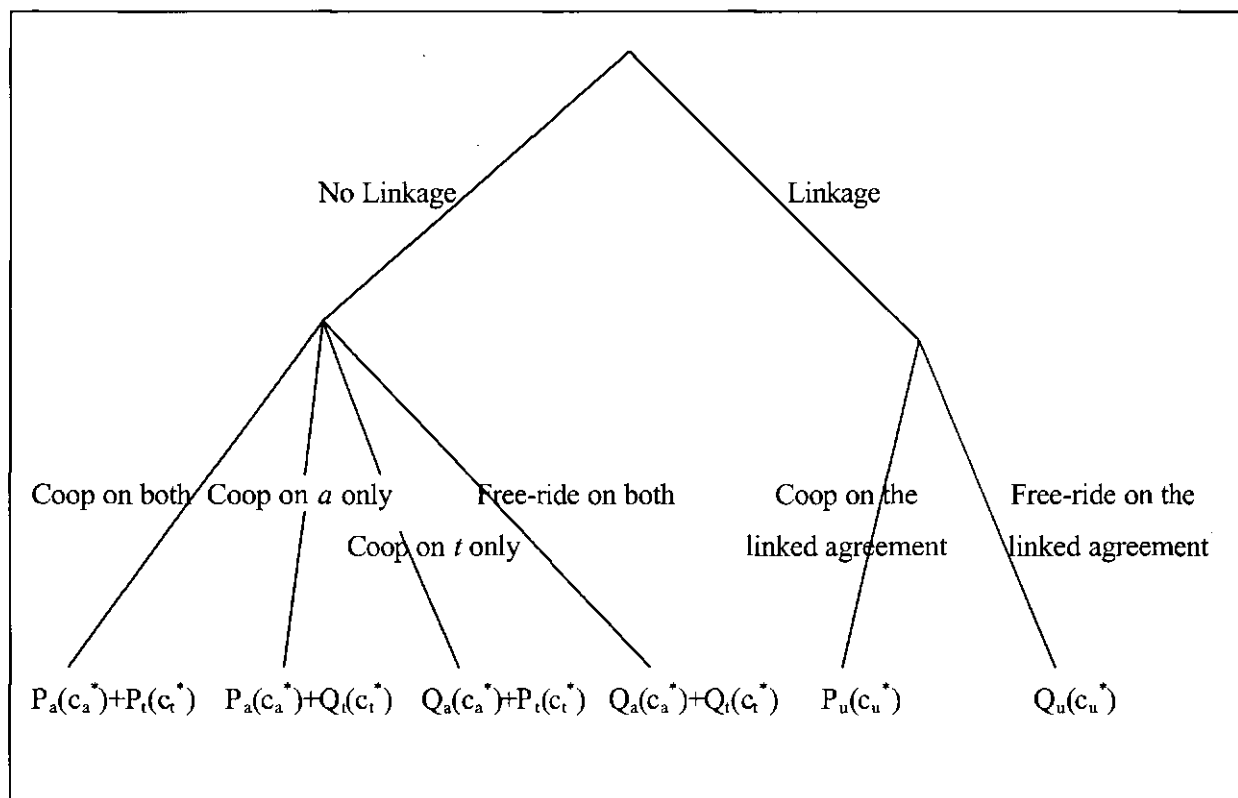 No Linkage
Linkage
Coop on both
Coop on a only
Coop on t only
Free-ride on both
Coop on the
linked agreement
Free-ride on the
linked agreement
Pₐ(cₐ*)+Pₜ(cₜ*)
Pₐ(cₐ*)+Qₜ(cₜ*)
Qₐ(cₐ*)+Pₜ(cₜ*)
Qₐ(cₐ*)+Qₜ(cₜ*)
Pᵤ(cᵤ*)
Qᵤ(cᵤ*)